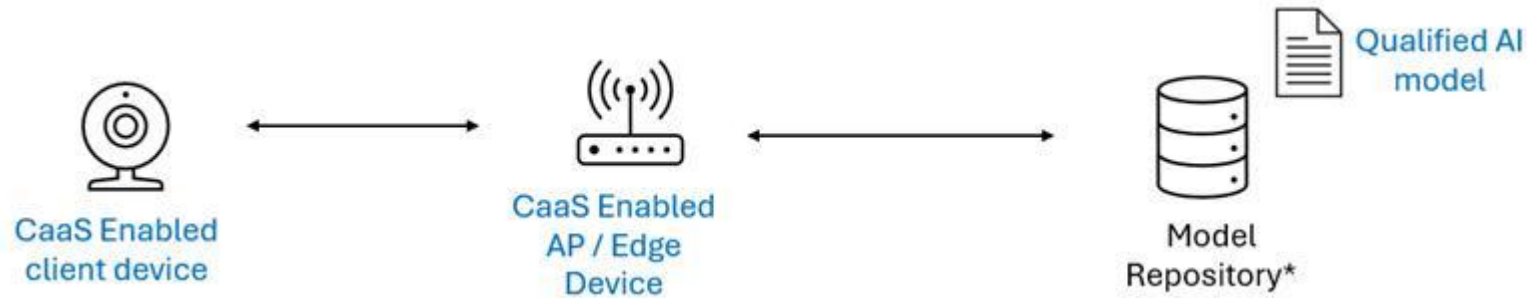 Qualified AI
model
CaaS Enabled
client device
CaaS Enabled
AP / Edge
Device
Model
Repository*